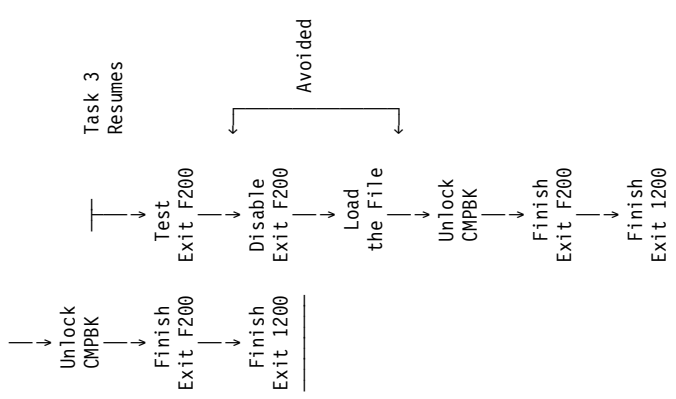 Unlock
CMPBK
Finish
Exit F200
Finish
Exit 1200
Task 3
Resumes
Test
Exit F200
Disable
Exit F200
Avoided
Load
the File
Unlock
CMPBK
Finish
Exit F200
Finish
Exit 1200